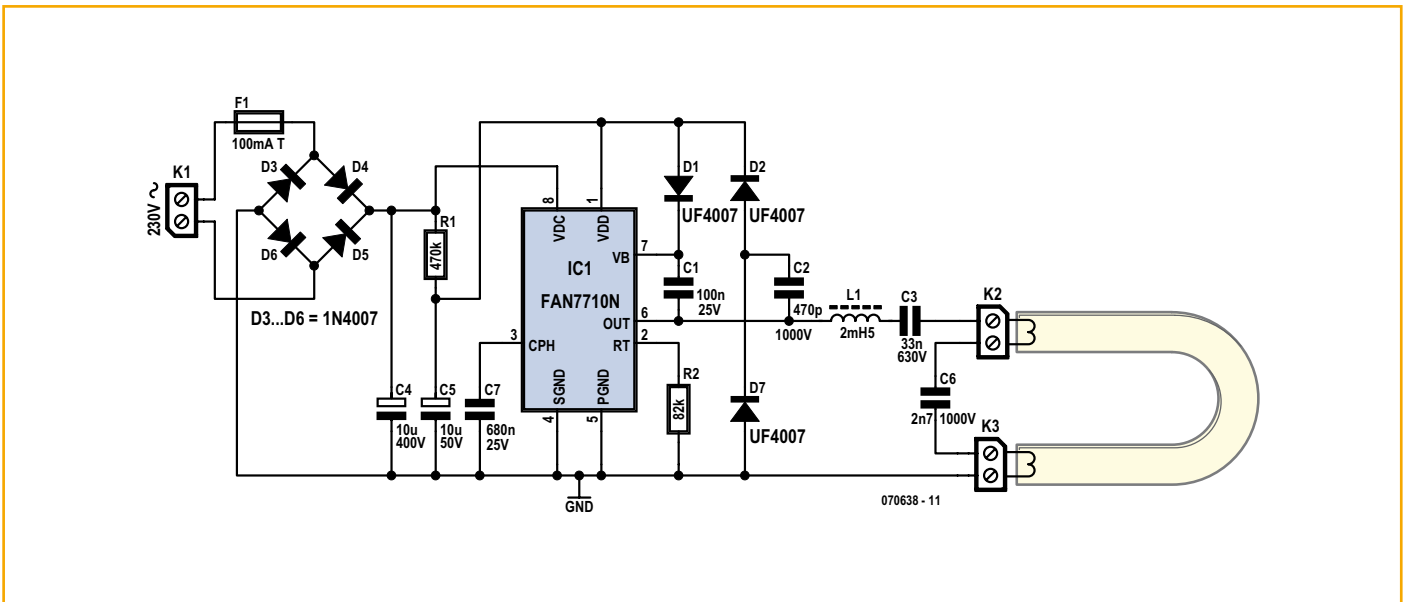 F1
100mA T
K1
230V ~
D3
D4
D6
D5
D3...D6 = 1N4007
R1
470k
C4
10u
400V
C5
10u
50V
C7
680n
25V
8
VDC
1
VDD
7
VB
IC1
FAN7710N
6
OUT
3
CPH
2
RT
SGND
4
PGND
5
GND
D1
UF4007
D2
UF4007
C1
100n
25V
C2
470p
1000V
R2
82k
D7
UF4007
L1
2mH5
C3
33n
630V
K2
C6
2n7
1000V
K3
070638 - 11